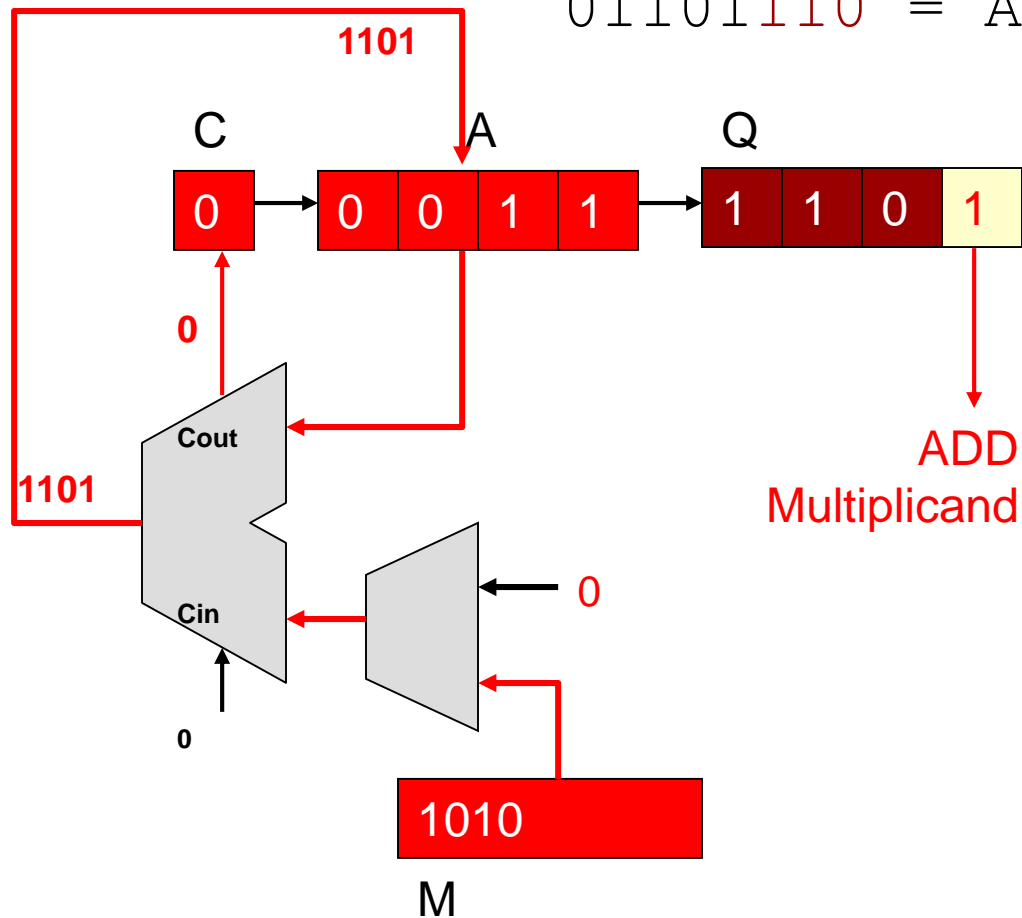 01101110 = A
1101
C
A
Q
0
0 0 1 1
1 1 0 1
0
Cout
1101
ADD
Multiplicand
0
Cin
0
1010
M